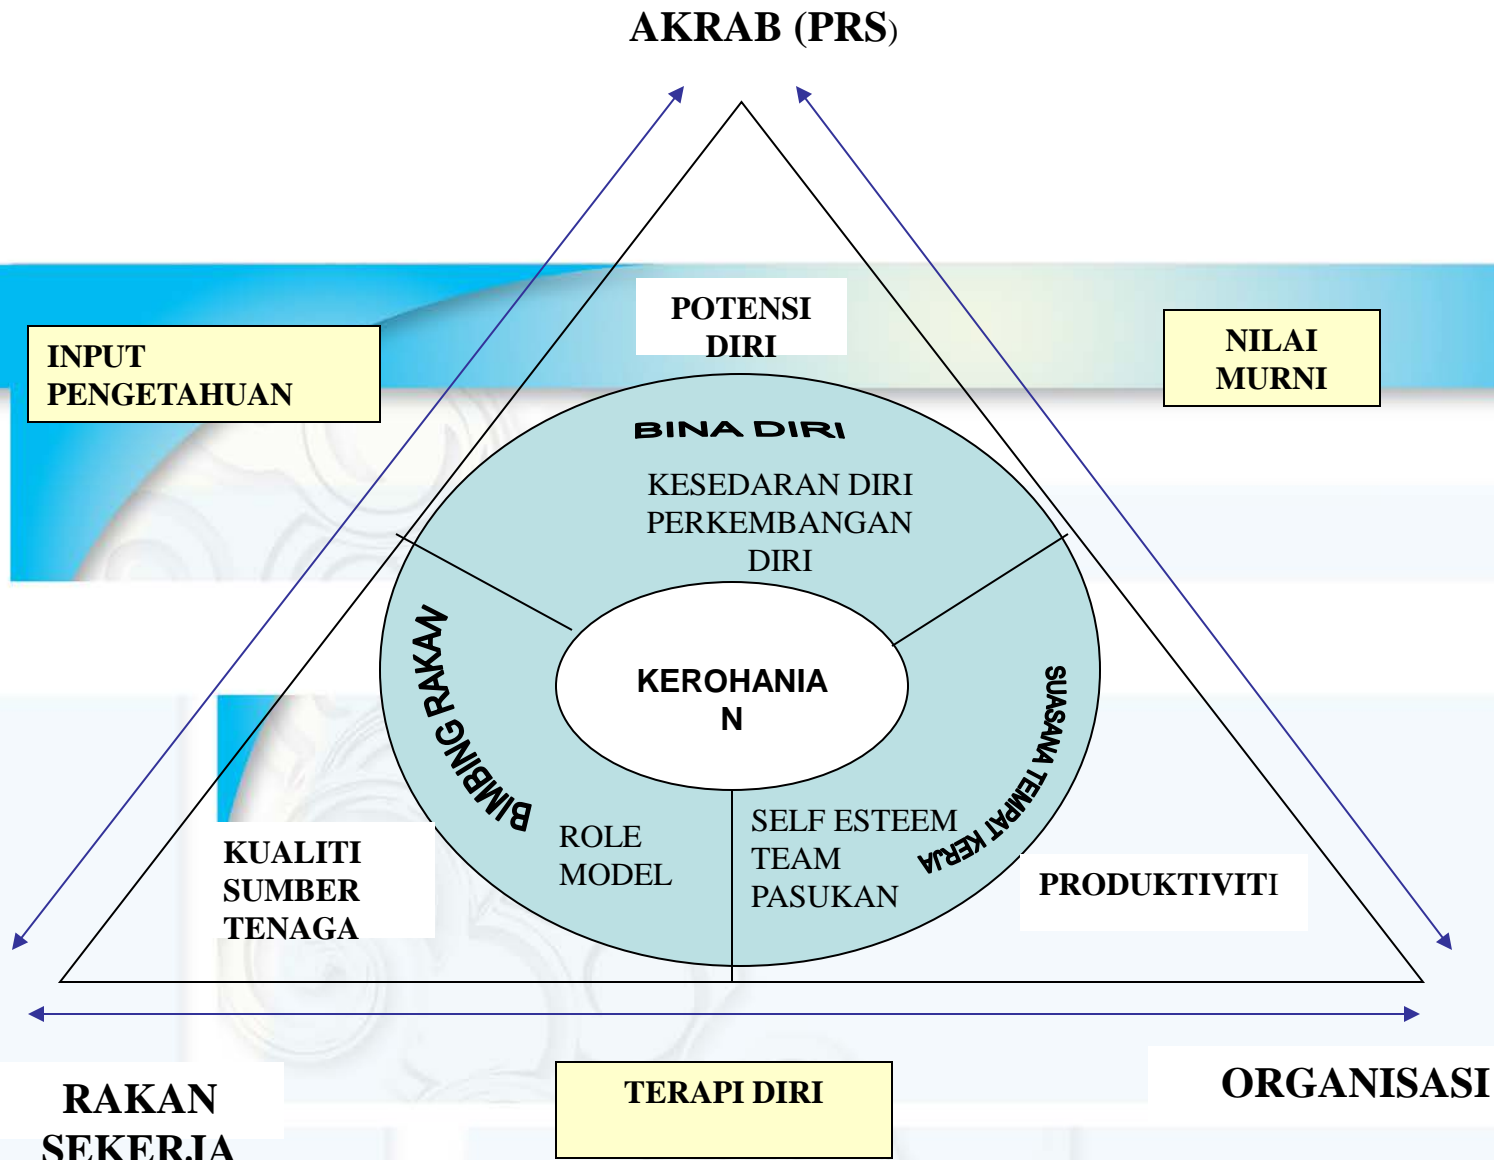 AKRAB (PRS)
POTENSI
DIRI
INPUT
PENGETAHUAN
NILAI
MURNI
BINA DIRI
KESEDARAN DIRI
PERKEMBANGAN
DIRI
BIMBING RAKAN
KEROHANIA
N
SUASANA TEMPAT KERJA
ROLE
MODEL
SELF ESTEEM
TEAM
PASUKAN
KUALITI
SUMBER
TENAGA
PRODUKTIVITI
RAKAN
SEKERJA
TERAPI DIRI
ORGANISASI